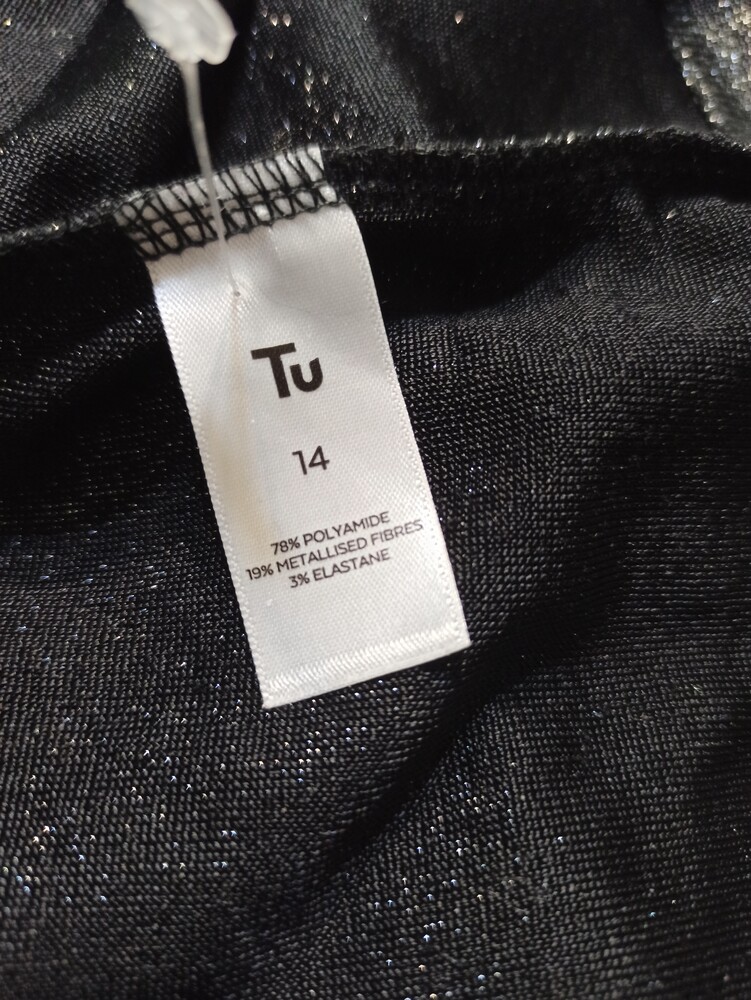 Tu
14
78% POLYAMIDE
19% METALLISED FIBRES
3% ELASTANE